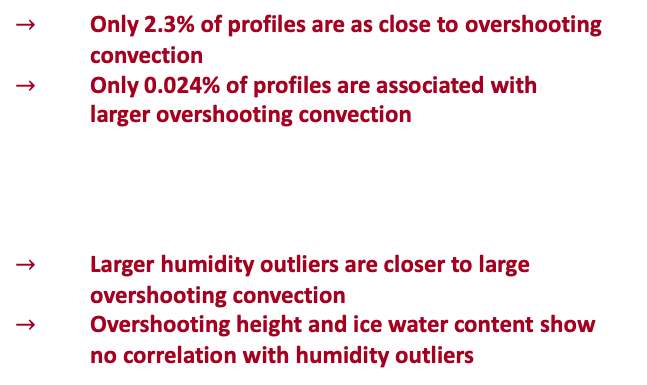 → Only 2.3% of profiles are as close to overshooting
convection
→ Only 0.024% of profiles are associated with
larger overshooting convection
→ Larger humidity outliers are closer to large
overshooting convection
→ Overshooting height and ice water content show
no correlation with humidity outliers